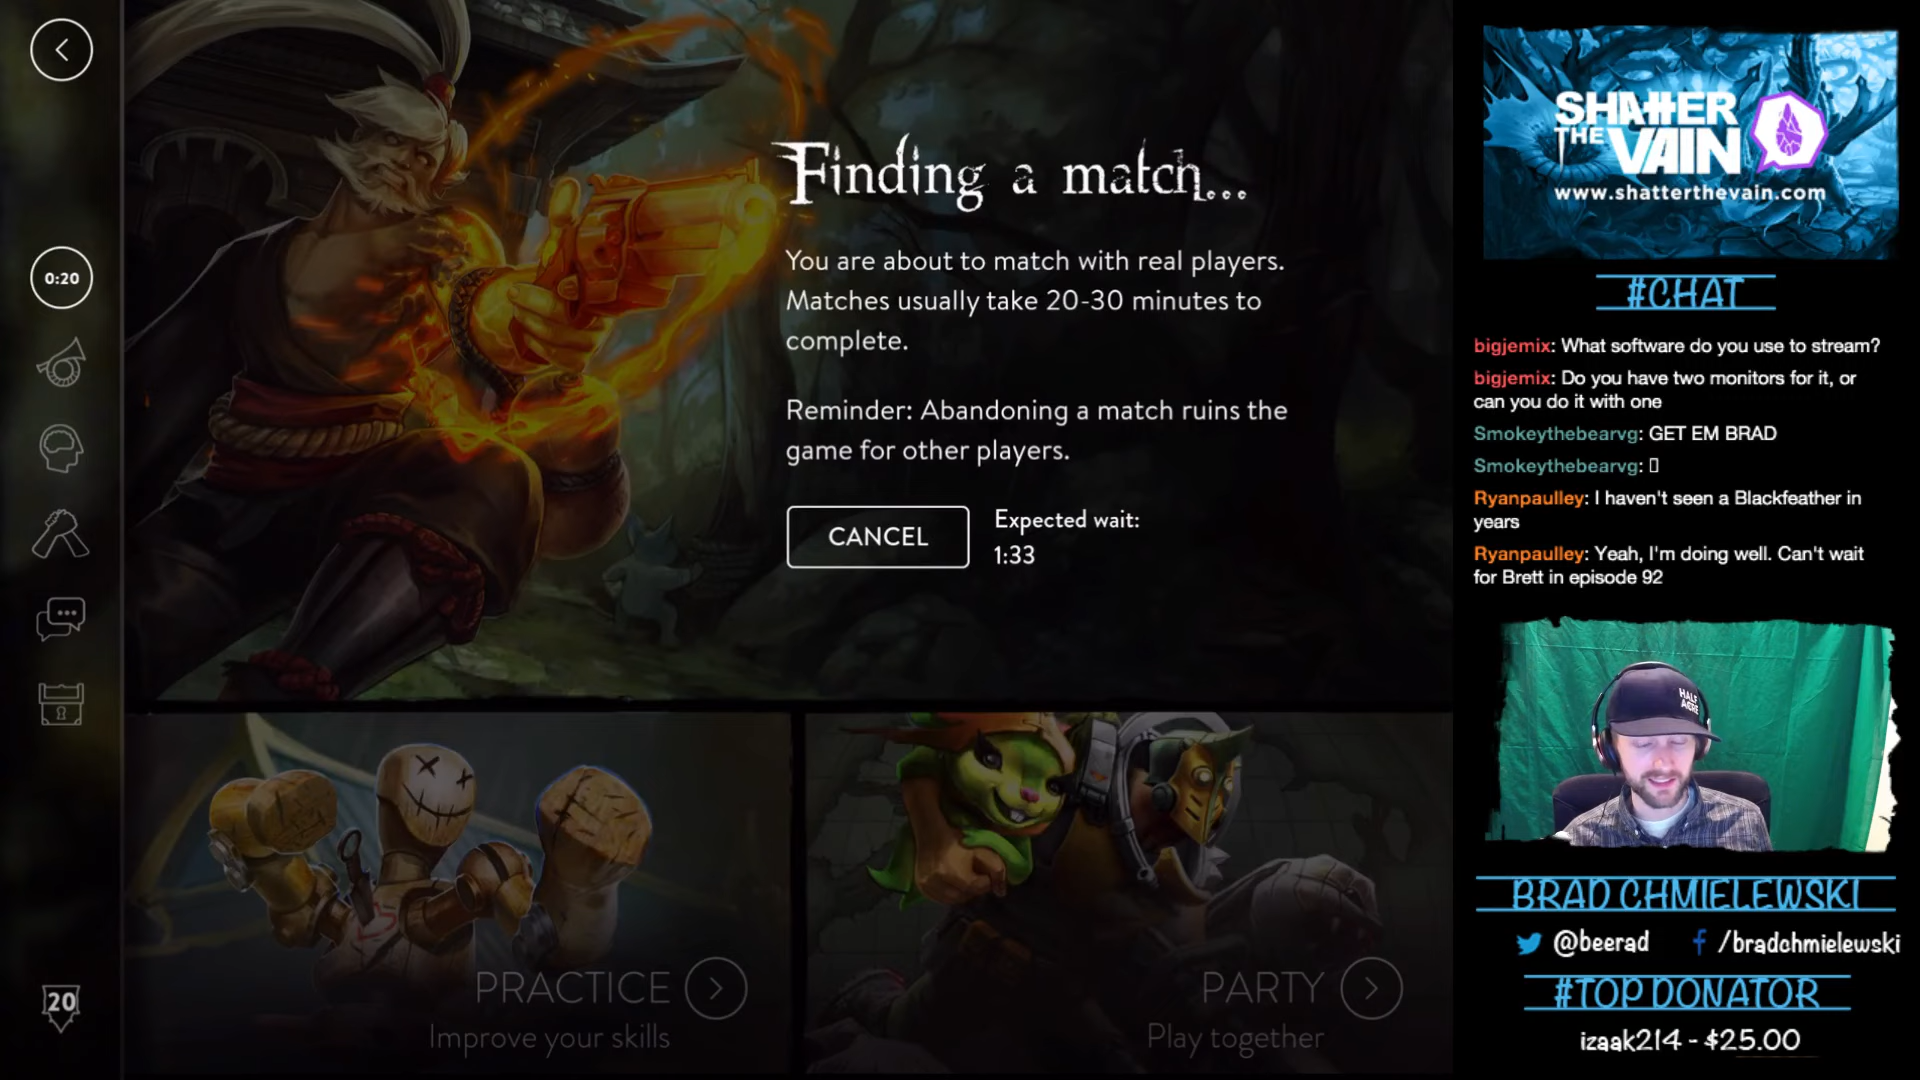 0:20
20
Finding a match...
You are about to match with real players.
Matches usually take 20-30 minutes to
complete.
Reminder: Abandoning a match ruins the
game for other players.
CANCEL
Expected wait:
1:33
PRACTICE
Improve your skills
PARTY
Play together
SHATTER
THE VAIN
www.shatterthevain.com
#CHAT
bigjemix: What software do you use to stream?
bigjemix: Do you have two monitors for it, or
can you do it with one
Smokeythebearvg: GET EM BRAD
Smokeythebearvg:
Ryanpaulley: I haven't seen a Blackfeather in
years
Ryanpaulley: Yeah, I'm doing well. Can't wait
for Brett in episode 92
HALF
ACRE
BRAD CHMIELEWSKI
@beerad /bradchmielewski
#TOP DONATOR
izaak214 - $25.00